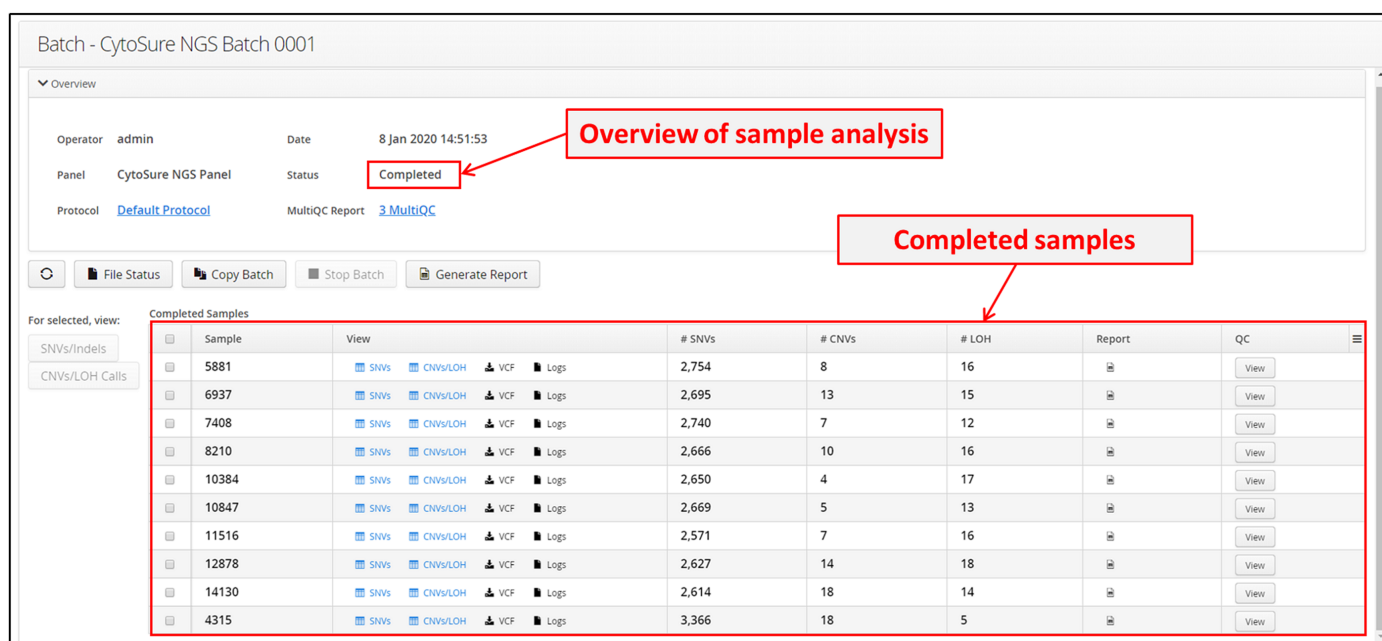 Batch - CytoSure NGS Batch 0001
Overview
Operator admin Date 8 Jan 2020 14:51:53
Overview of sample analysis
Panel CytoSure NGS Panel Status Completed
Protocol Default Protocol MultiQC Report 3 MultiQC
Completed samples
File Status Copy Batch Stop Batch Generate Report
For selected, view:
SNVs/Indels
CNVs/LOH Calls
Completed Samples
Sample View # SNVs # CNVs # LOH Report QC
5881 SNVs CNVs/LOH VCF Logs 2,754 8 16 View
6937 SNVs CNVs/LOH VCF Logs 2,695 13 15 View
7408 SNVs CNVs/LOH VCF Logs 2,740 7 12 View
8210 SNVs CNVs/LOH VCF Logs 2,666 10 16 View
10384 SNVs CNVs/LOH VCF Logs 2,650 4 17 View
10847 SNVs CNVs/LOH VCF Logs 2,669 5 13 View
11516 SNVs CNVs/LOH VCF Logs 2,571 7 16 View
12878 SNVs CNVs/LOH VCF Logs 2,627 14 18 View
14130 SNVs CNVs/LOH VCF Logs 2,614 18 14 View
4315 SNVs CNVs/LOH VCF Logs 3,366 18 5 View